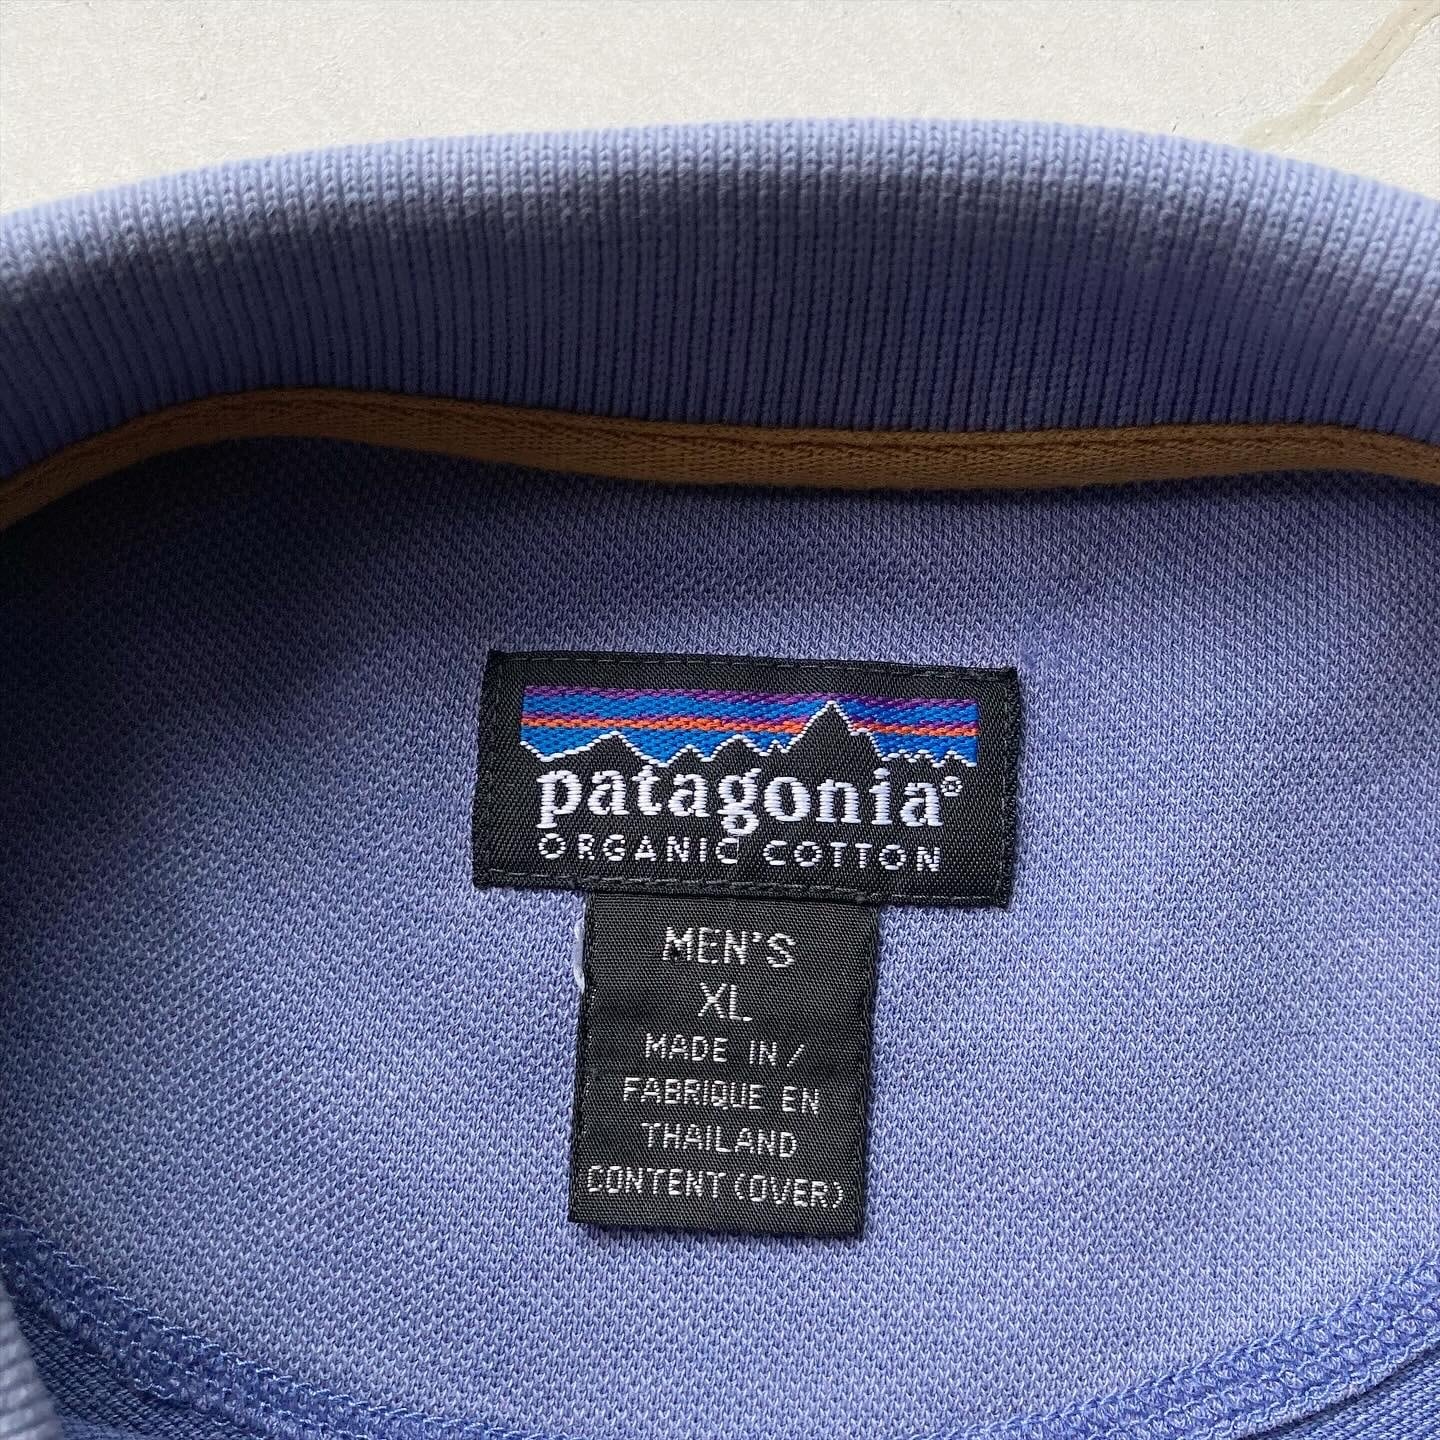 patagonia®
ORGANIC COTTON
MEN'S
XL
MADE IN /
FABRIQUE EN
THAILAND
CONTENT (OVER)